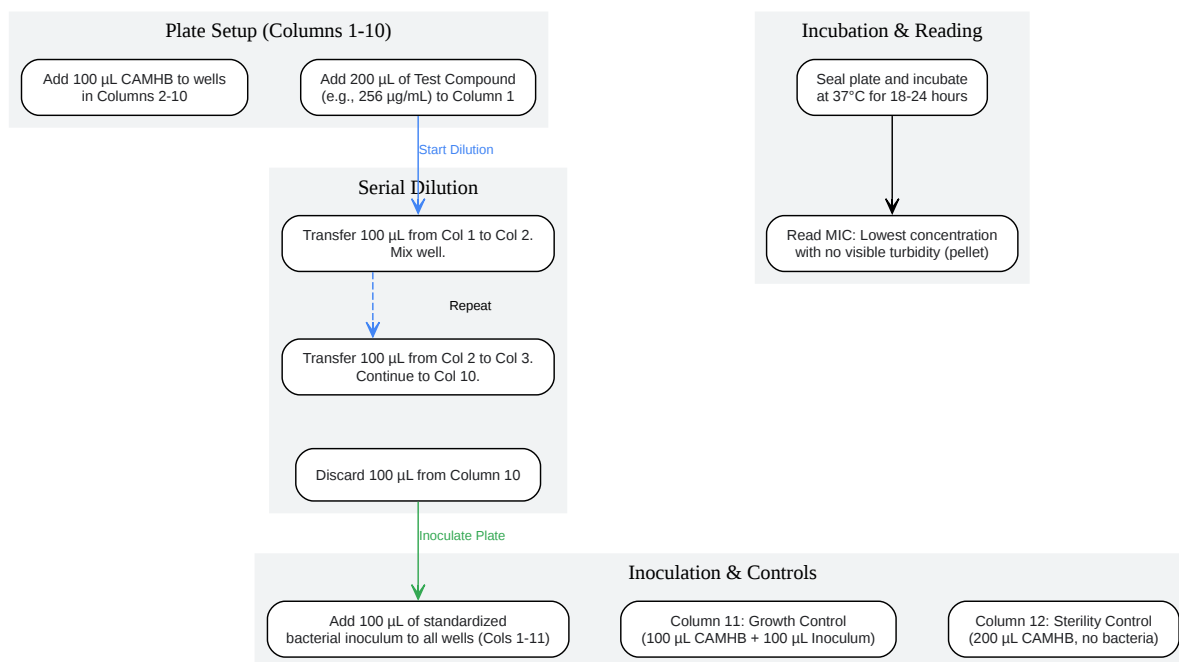 Plate Setup (Columns 1-10)
Add 100 µL CAMHB to wells
in Columns 2-10
Add 200 µL of Test Compound
(e.g., 256 µg/mL) to Column 1
Start Dilution
Serial Dilution
Transfer 100 µL from Col 1 to Col 2.
Mix well.
Repeat
Transfer 100 µL from Col 2 to Col 3.
Continue to Col 10.
Discard 100 µL from Column 10
Inoculate Plate
Inoculation & Controls
Add 100 µL of standardized
bacterial inoculum to all wells (Cols 1-11)
Column 11: Growth Control
(100 µL CAMHB + 100 µL Inoculum)
Column 12: Sterility Control
(200 µL CAMHB, no bacteria)
Incubation & Reading
Seal plate and incubate
at 37°C for 18-24 hours
Read MIC: Lowest concentration
with no visible turbidity (pellet)